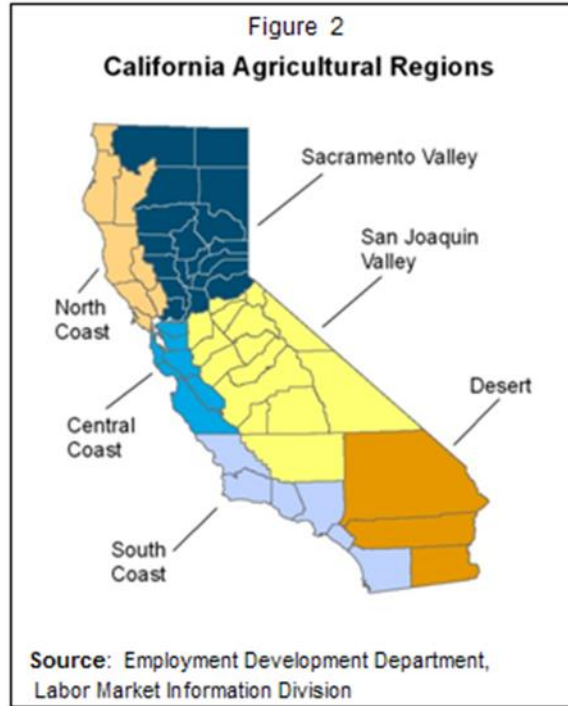 Figure 2
California Agricultural Regions
Sacramento Valley
San Joaquin
Valley
North
Coast
Desert
Central
Coast
South
Coast
Source: Employment Development Department,
Labor Market Information Division